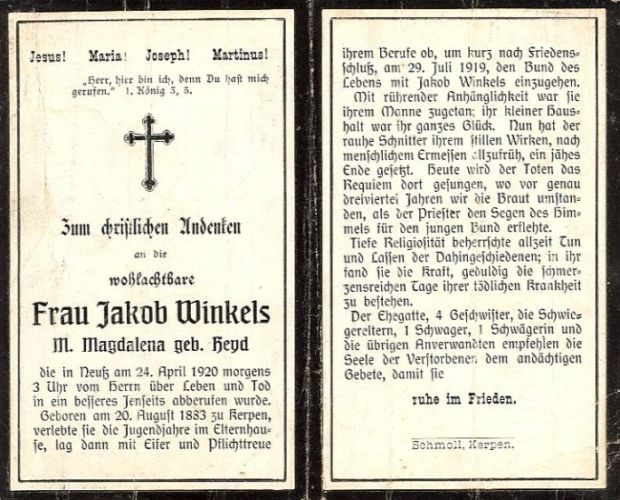 Jesus! Maria! Joseph! Martinus!
„Herr, hier bin ich, denn Du hast mich
gerufen.“ 1. König 3, 5.
Zum christlichen Andenken
an die
wohlachtbare
Frau Jakob Winkels
M. Magdalena geb. Heyd
die in Neuß am 24. April 1920 morgens
3 Uhr vom Herrn über Leben und Tod
in ein besseres Jenseits abberufen wurde.
Geboren am 20. August 1883 zu Kerpen,
verlebte sie die Jugendjahre im Elternhau-
se, lag dann mit Eifer und Pflichttreue
ihrem Berufe ob, um kurz nach Friedens-
schluß, am 29. Juli 1919, den Bund des
Lebens mit Jakob Winkels einzugehen.
Mit rührender Anhänglichkeit war sie
ihrem Manne zugetan; ihr kleiner Haus-
halt war ihr ganzes Glück. Nun hat der
rauhe Schnitter ihrem stillen Wirken, nach
menschlichem Ermessen allzufrüh, ein jähes
Ende gesetzt. Heute wird der Toten das
Requiem dort gesungen, wo vor genau
dreiviertel Jahren wir die Braut umstan-
den, als der Priester den Segen des Him-
mels für den jungen Bund erflehte.
Tiefe Religiosität beherrschte allzeit Tun
und Lassen der Dahingeschiedenen; in ihr
fand sie die Kraft, geduldig die schmer-
zensreichen Tage ihrer tödlichen Krankheit
zu bestehen.
Der Ehegatte, 4 Geschwister, die Schwie-
gereltern, 1 Schwager, 1 Schwägerin und
die übrigen Anverwandten empfehlen die
Seele der Verstorbenen dem andächtigen
Gebete, damit sie
ruhe im Frieden.
Schmoll, Kerpen.